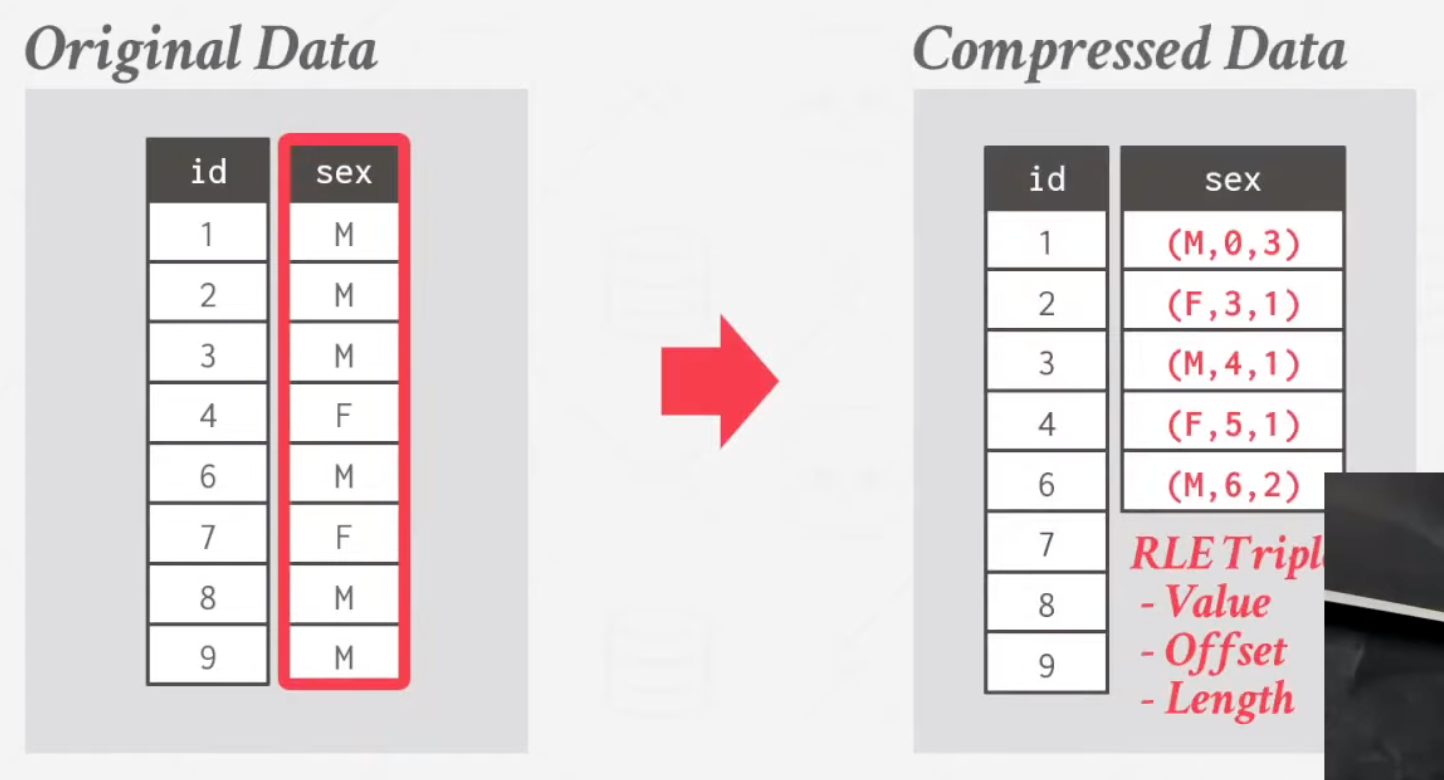 Original Data
id sex
1 M
2 M
3 M
4 F
6 M
7 F
8 M
9 M
Compressed Data
id sex
1 (M,0,3)
2 (F,3,1)
3 (M,4,1)
4 (F,5,1)
6 (M,6,2)
7
8
9
RLE
- Value
- Offset
- Length